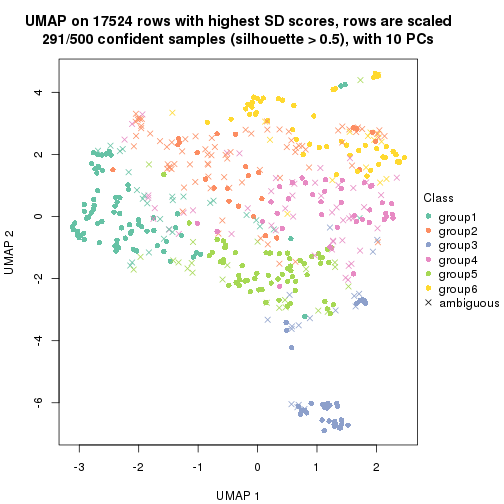 UMAP on 17524 rows with highest SD scores, rows are scaled
291/500 confident samples (silhouette > 0.5), with 10 PCs
4
2
0
-2
-4
-6
UMAP 2
-3
-2
-1
0
1
2
UMAP 1
Class
group1
group2
group3
group4
group5
group6
ambiguous